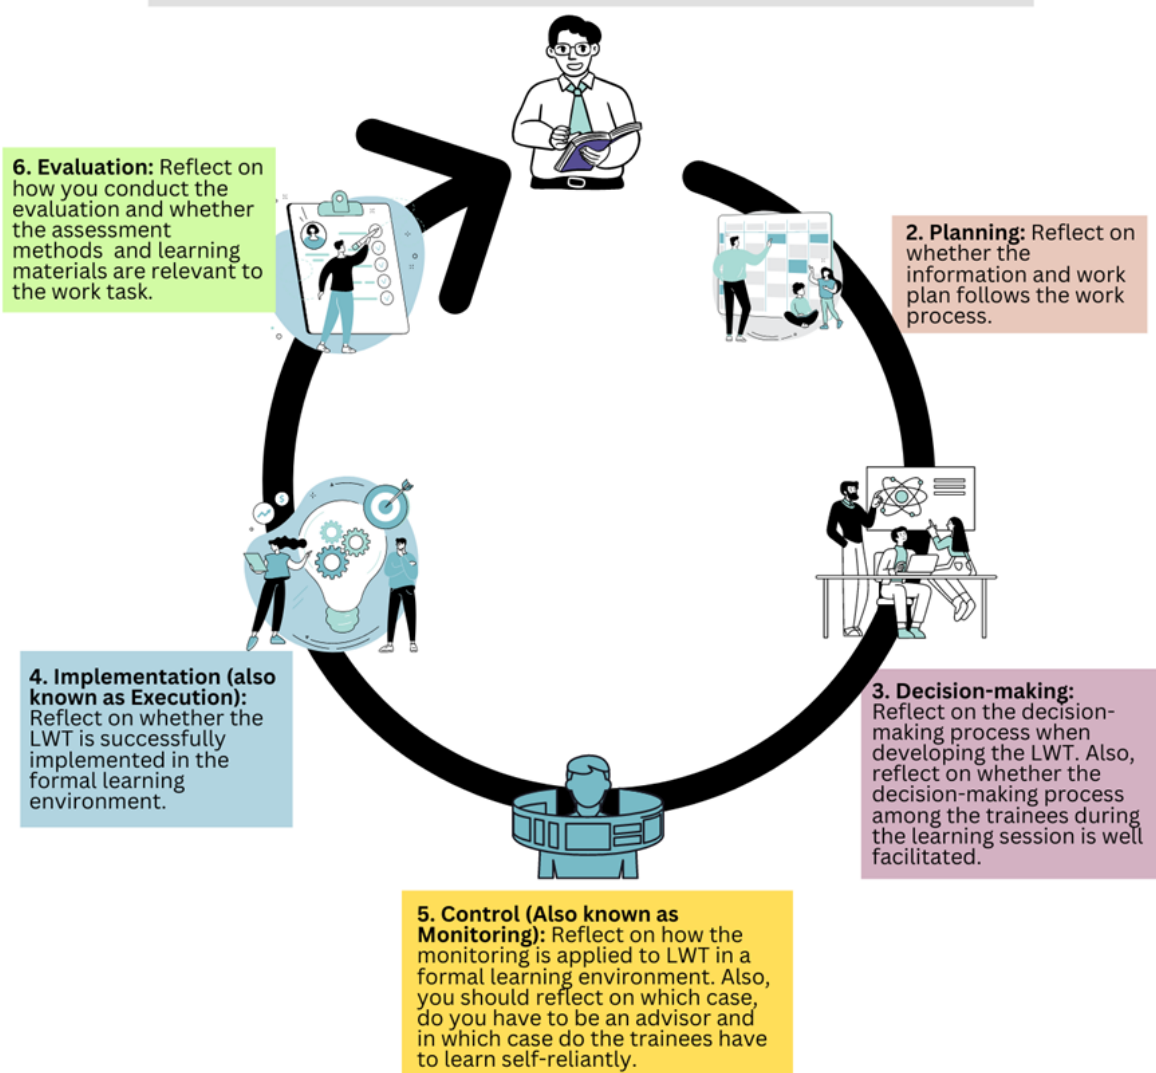 6. Evaluation: Reflect on
how you conduct the
evaluation and whether
the assessment
methods and learning
materials are relevant to
the work task.
2. Planning: Reflect on
whether the
information and work
plan follows the work
process.
4. Implementation (also
known as Execution):
Reflect on whether the
LWT is successfully
implemented in the
formal learning
environment.
3. Decision-making:
Reflect on the decision-
making process when
developing the LWT. Also,
reflect on whether the
decision-making process
among the trainees during
the learning session is well
facilitated.
5. Control (Also known as
Monitoring): Reflect on how the
monitoring is applied to LWT in a
formal learning environment. Also,
you should reflect on which case,
do you have to be an advisor and
in which case do the trainees have
to learn self-reliantly.